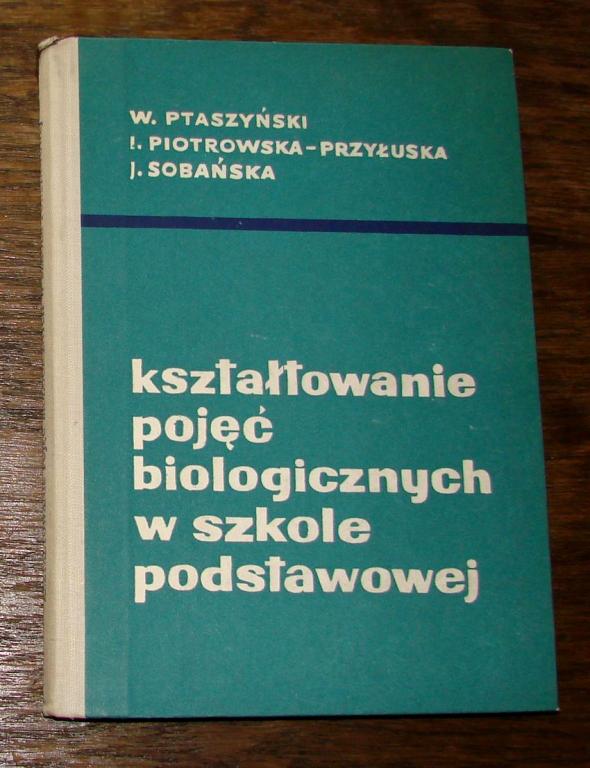 W. PTASZYŃSKI
I. PIOTROWSKA-PRZYŁUSKA
J. SOBAŃSKA
kształtowanie
pojęć
biologicznych
w szkole
podstawowej